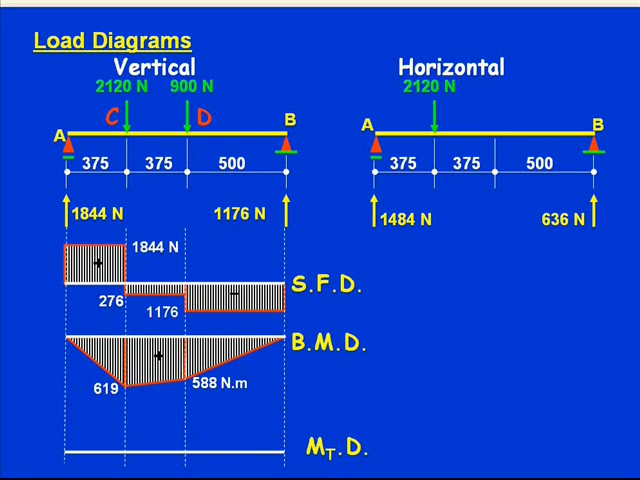 Load Diagrams
Vertical
Horizontal
2120 N
900 N
2120 N
C
D
A
B
A
B
375
375
500
375
375
500
1844 N
1176 N
1484 N
636 N
1844 N
+
S.F.D.
276
−
1176
B.M.D.
+
619
588 N.m
MT.D.